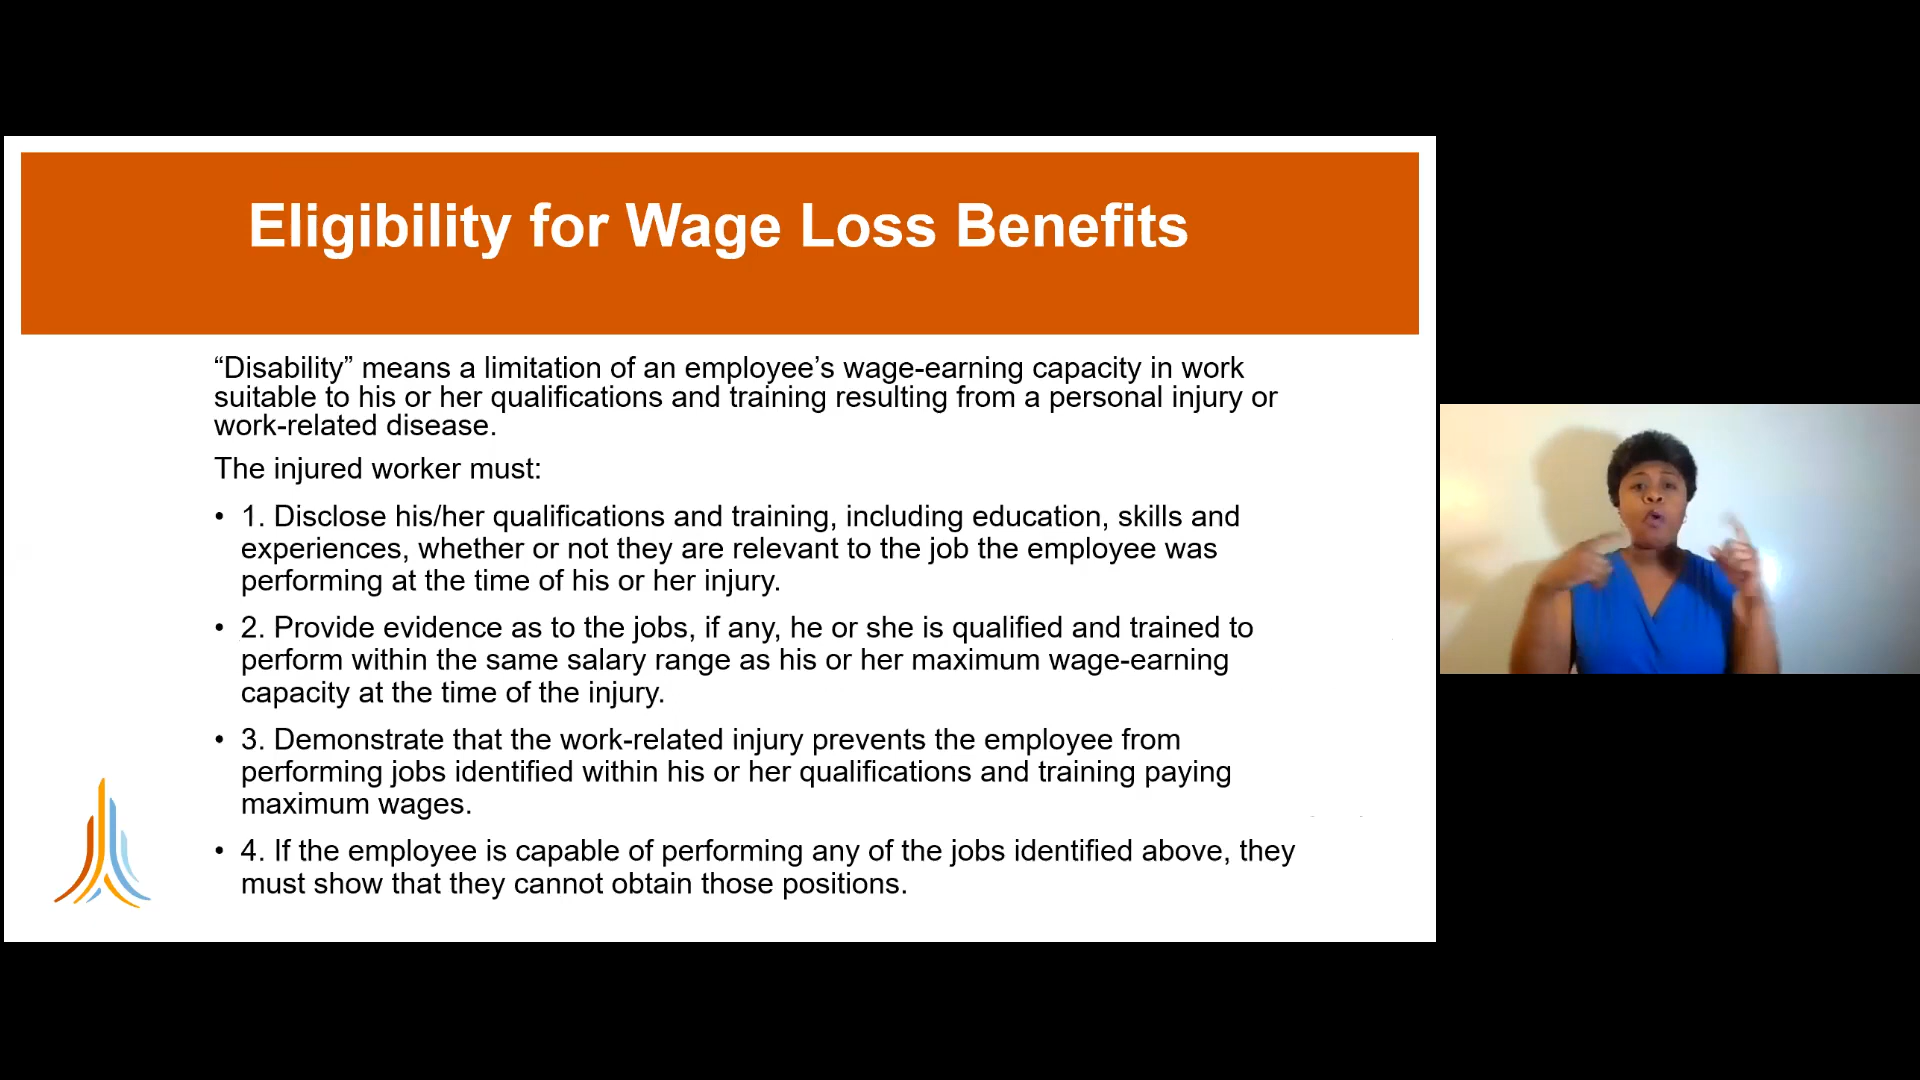 Eligibility for Wage Loss Benefits
“Disability” means a limitation of an employee’s wage-earning capacity in work
suitable to his or her qualifications and training resulting from a personal injury or
work-related disease.
The injured worker must:
• 1. Disclose his/her qualifications and training, including education, skills and
experiences, whether or not they are relevant to the job the employee was
performing at the time of his or her injury.
• 2. Provide evidence as to the jobs, if any, he or she is qualified and trained to
perform within the same salary range as his or her maximum wage-earning
capacity at the time of the injury.
• 3. Demonstrate that the work-related injury prevents the employee from
performing jobs identified within his or her qualifications and training paying
maximum wages.
• 4. If the employee is capable of performing any of the jobs identified above, they
must show that they cannot obtain those positions.